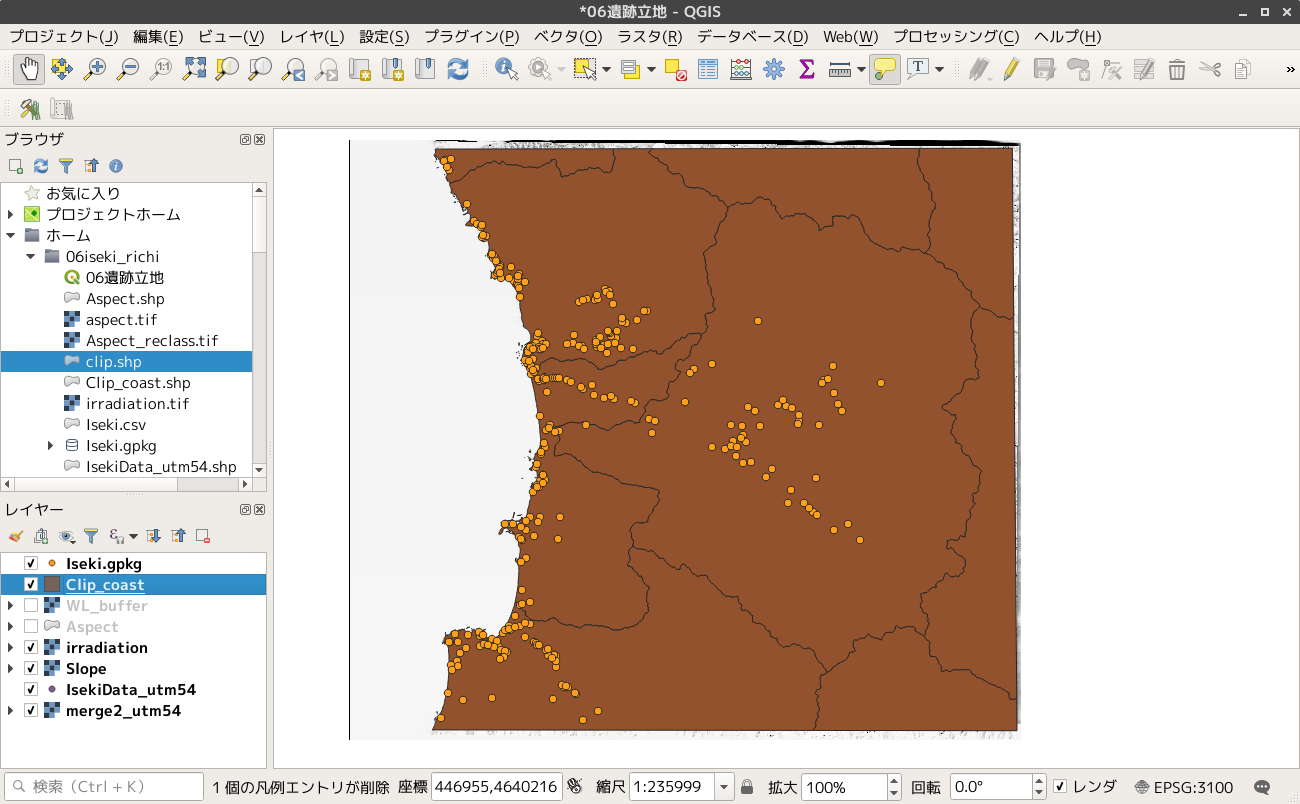 *06遺跡立地 - QGIS
プロジェクト(J) 編集(E) ビュー(V) レイヤ(L) 設定(S) プラグイン(P) ベクタ(O) ラスタ(R) データベース(D) Web(W) プロセッシング(C) ヘルプ(H)
ブラウザ
お気に入り
プロジェクトホーム
ホーム
06iseki_richi
06遺跡立地
Aspect.shp
aspect.tif
Aspect_reclass.tif
clip.shp
Clip_coast.shp
irradiation.tif
Iseki.csv
Iseki.gpkg
IsekiData_utm54.shp
レイヤー
Iseki.gpkg
Clip_coast
WL_buffer
Aspect
irradiation
Slope
IsekiData_utm54
merge2_utm54
検索（Ctrl + K） 1 個の凡例エントリが削除 座標 446955,4640216 縮尺 1:235999 拡大 100% 回転 0.0° レンダ EPSG:3100